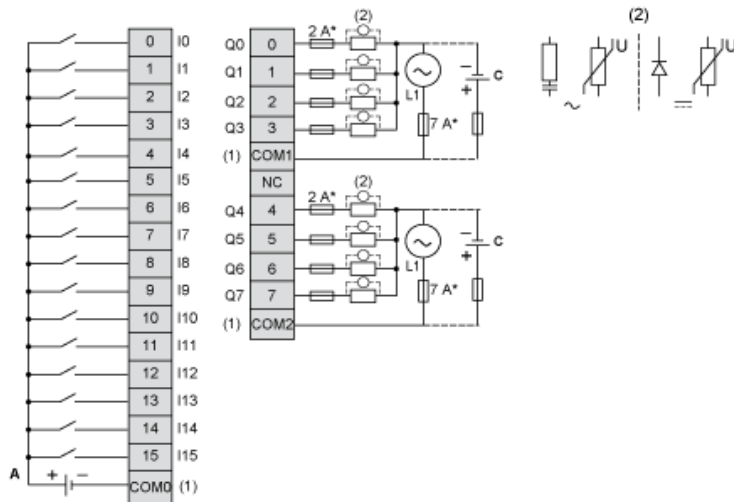 0 I0
1 I1
2 I2
3 I3
4 I4
5 I5
6 I6
7 I7
8 I8
9 I9
10 I10
11 I11
12 I12
13 I13
14 I14
15 I15
A + − COM0 (1)
(2)
Q0 0 2 A*
Q1 1
Q2 2
Q3 3
L1
− + C
7 A*
(1) COM1
NC
(2)
Q4 4 2 A*
Q5 5
Q6 6
Q7 7
L1
− + C
7 A*
(1) COM2
(2)
U U